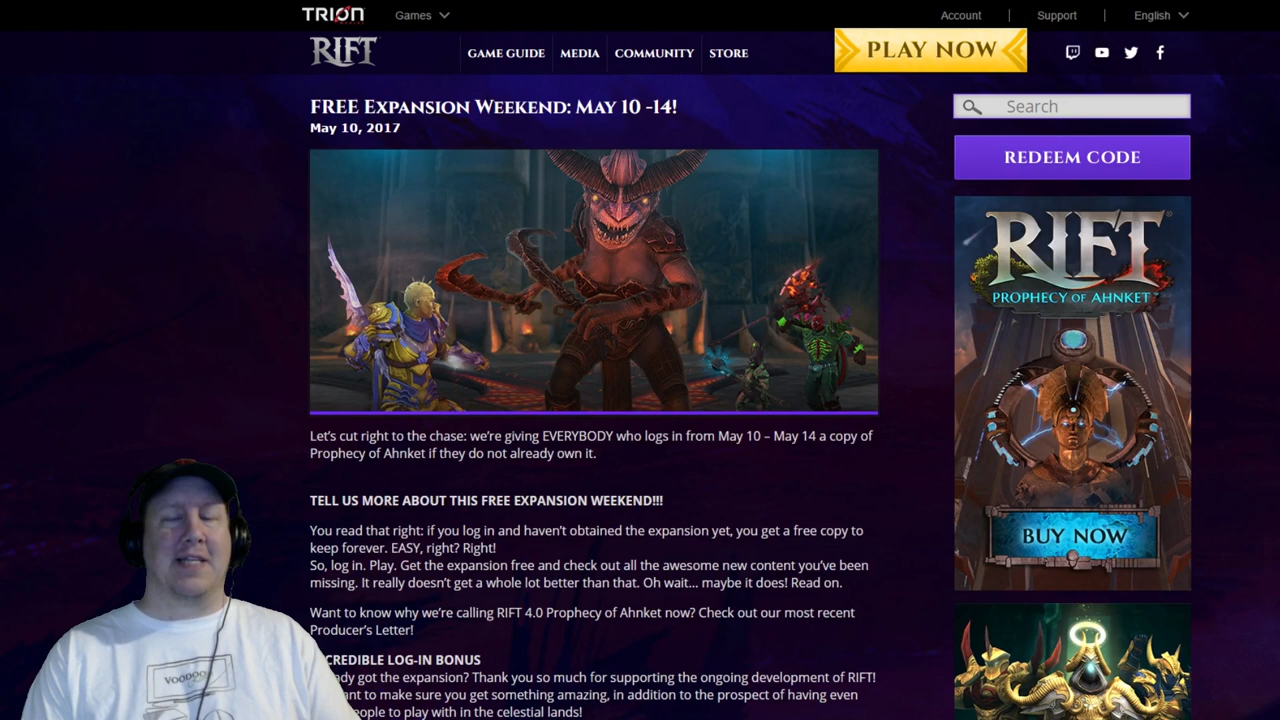 TRION
Games
Account
Support
English
RIFT
GAME GUIDE
MEDIA
COMMUNITY
STORE
PLAY NOW
FREE Expansion Weekend: May 10 -14!
May 10, 2017
Search
REDEEM CODE
RIFT
PROPHECY OF AHNKET
BUY NOW
Let's cut right to the chase: we're giving EVERYBODY who logs in from May 10 – May 14 a copy of
Prophecy of Ahnket if they do not already own it.
TELL US MORE ABOUT THIS FREE EXPANSION WEEKEND!!!
You read that right: if you log in and haven't obtained the expansion yet, you get a free copy to
keep forever. EASY, right? Right!
So, log in. Play. Get the expansion free and check out all the awesome new content you've been
missing. It really doesn't get a whole lot better than that. Oh wait... maybe it does! Read on.
Want to know why we're calling RIFT 4.0 Prophecy of Ahnket now? Check out our most recent
Producer's Letter!
CREDIBLE LOG-IN BONUS
dy got the expansion? Thank you so much for supporting the ongoing development of RIFT!
nt to make sure you get something amazing, in addition to the prospect of having even
eople to play with in the celestial lands!
VOODOO